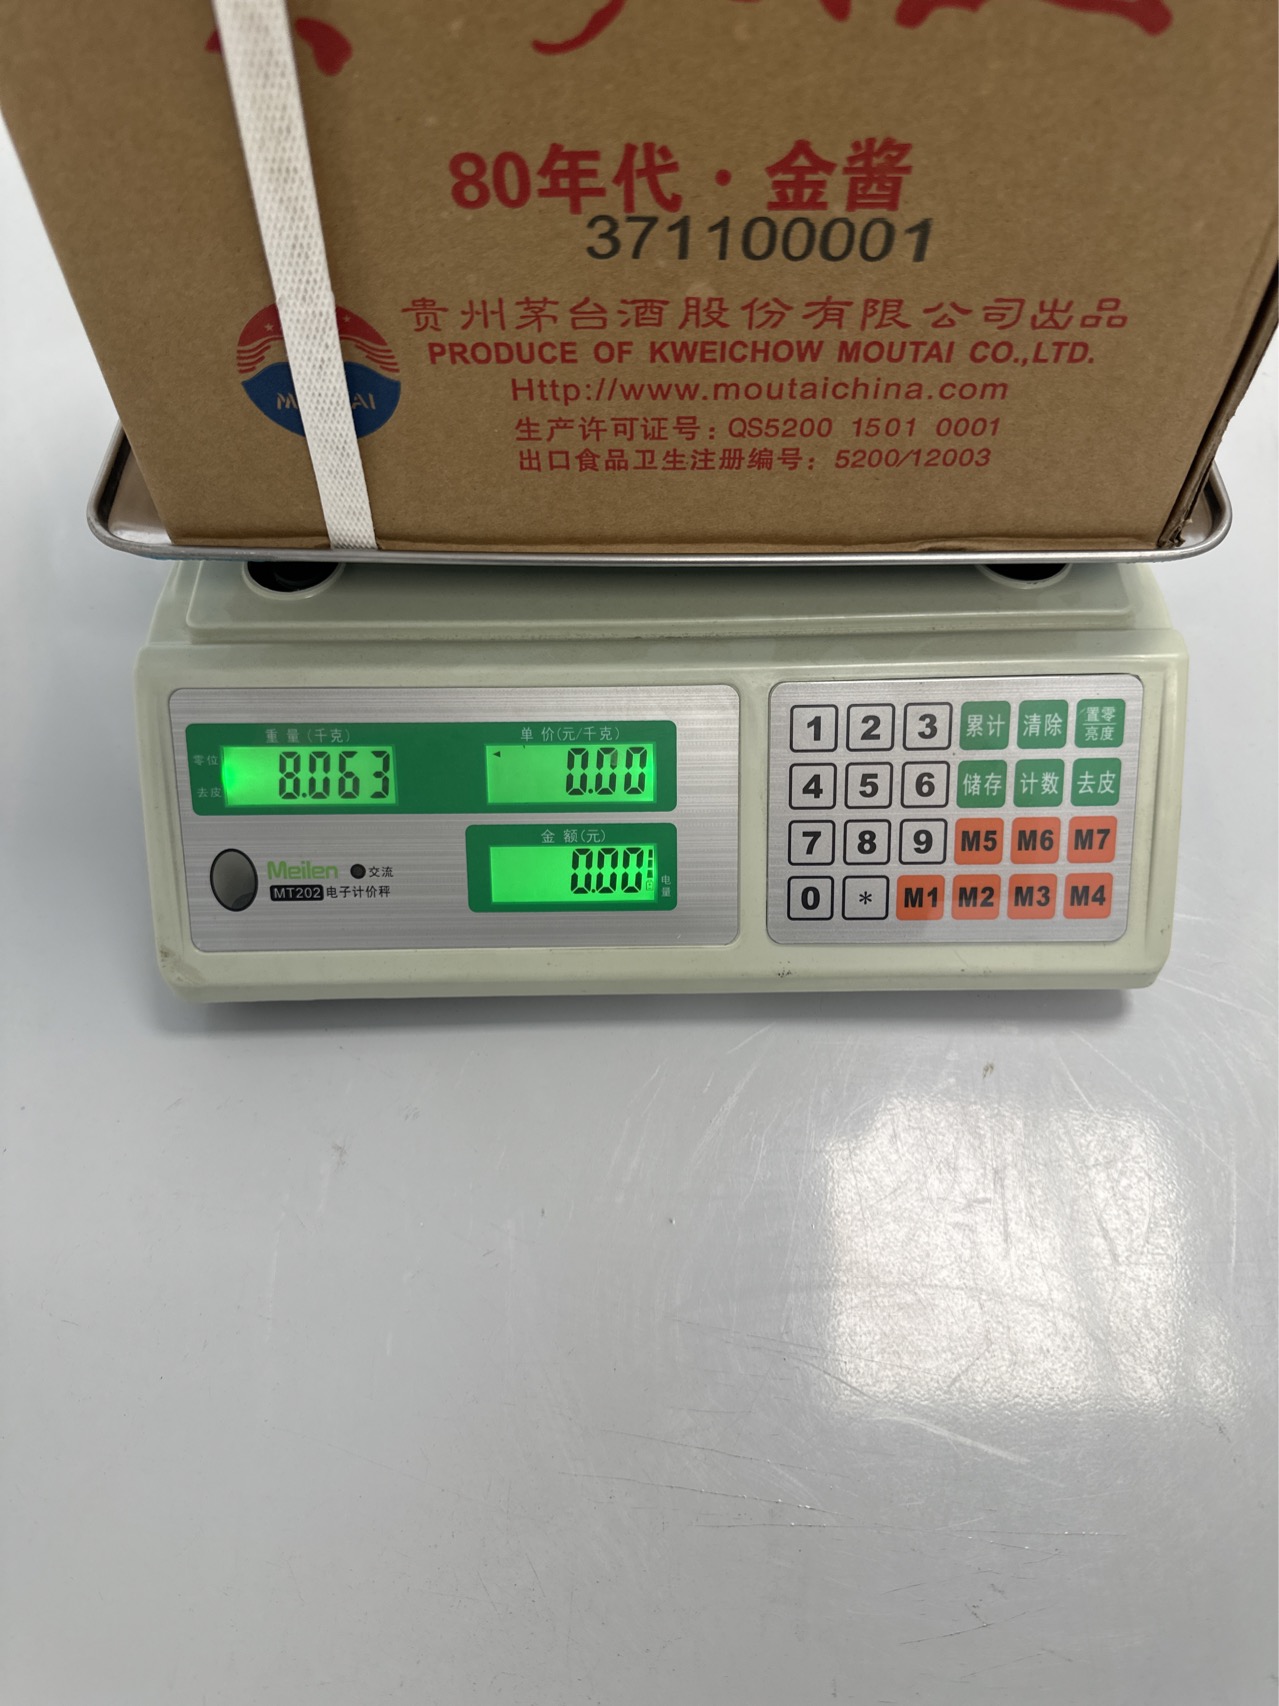 80年代·金酱
371100001
贵州茅台酒股份有限公司出品
PRODUCE OF KWEICHOW MOUTAI CO.,LTD.
Http://www.moutaichina.com
生产许可证号：QS5200 1501 0001
出口食品卫生注册编号：5200/12003
重量(千克)
单价(元/千克)
零位
去皮
8.063
0.00
金额(元)
0.00
电量
Meilen
交流
MT202 电子计价秤
1 2 3 累计 清除 置零 亮度
4 5 6 储存 计数 去皮
7 8 9 M5 M6 M7
0 * M1 M2 M3 M4